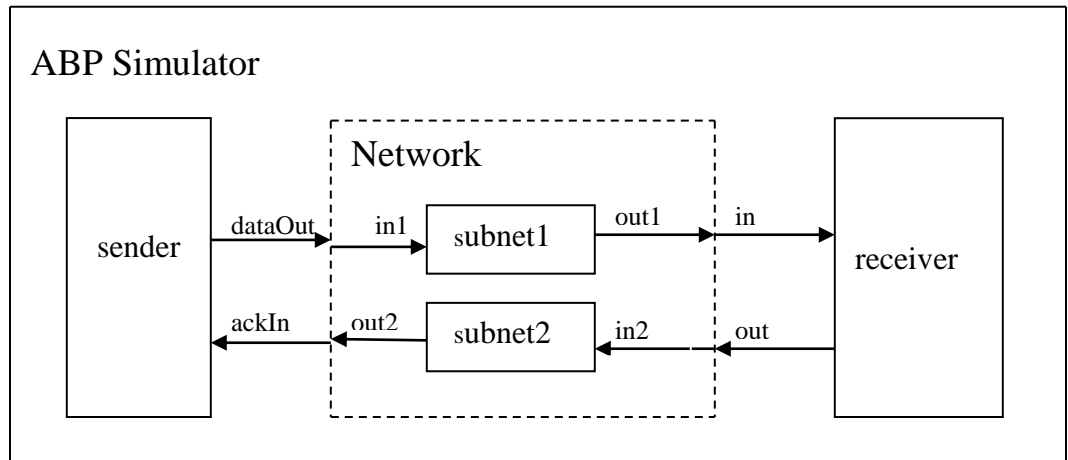 ABP Simulator
Network
sender
dataOut
in1
subnet1
out1
in
receiver
ackIn
out2
subnet2
in2
out